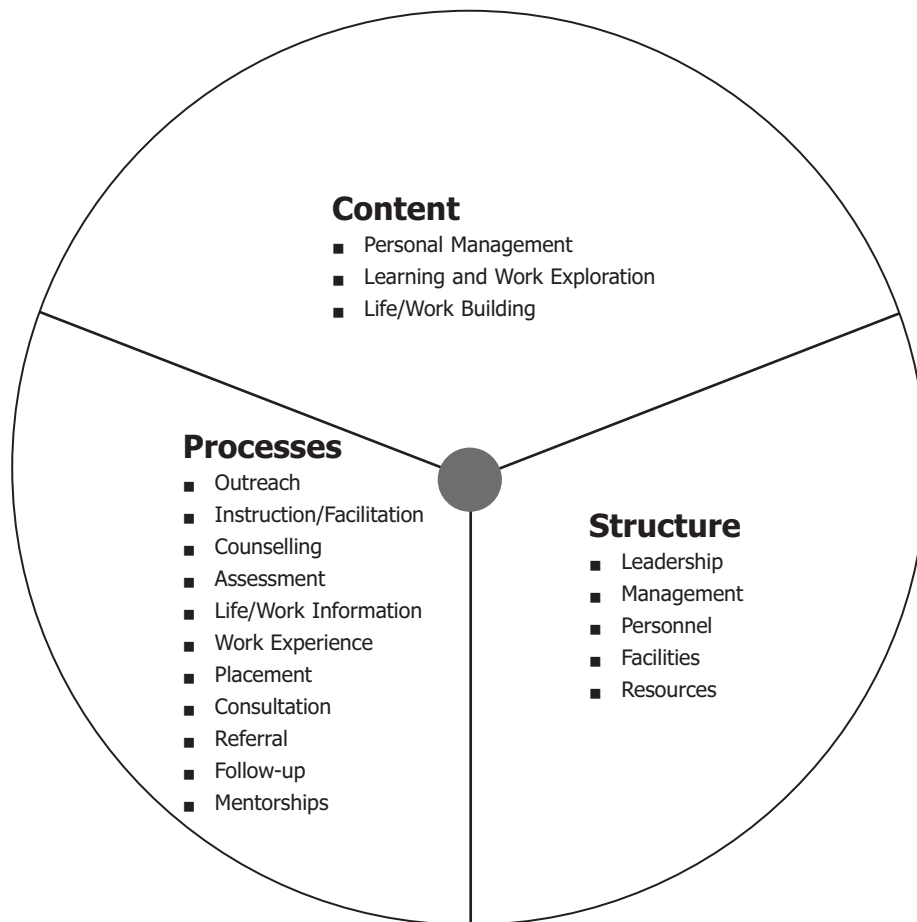 Content
■ Personal Management
■ Learning and Work Exploration
■ Life/Work Building
Processes
■ Outreach
■ Instruction/Facilitation
■ Counselling
■ Assessment
■ Life/Work Information
■ Work Experience
■ Placement
■ Consultation
■ Referral
■ Follow-up
■ Mentorships
Structure
■ Leadership
■ Management
■ Personnel
■ Facilities
■ Resources